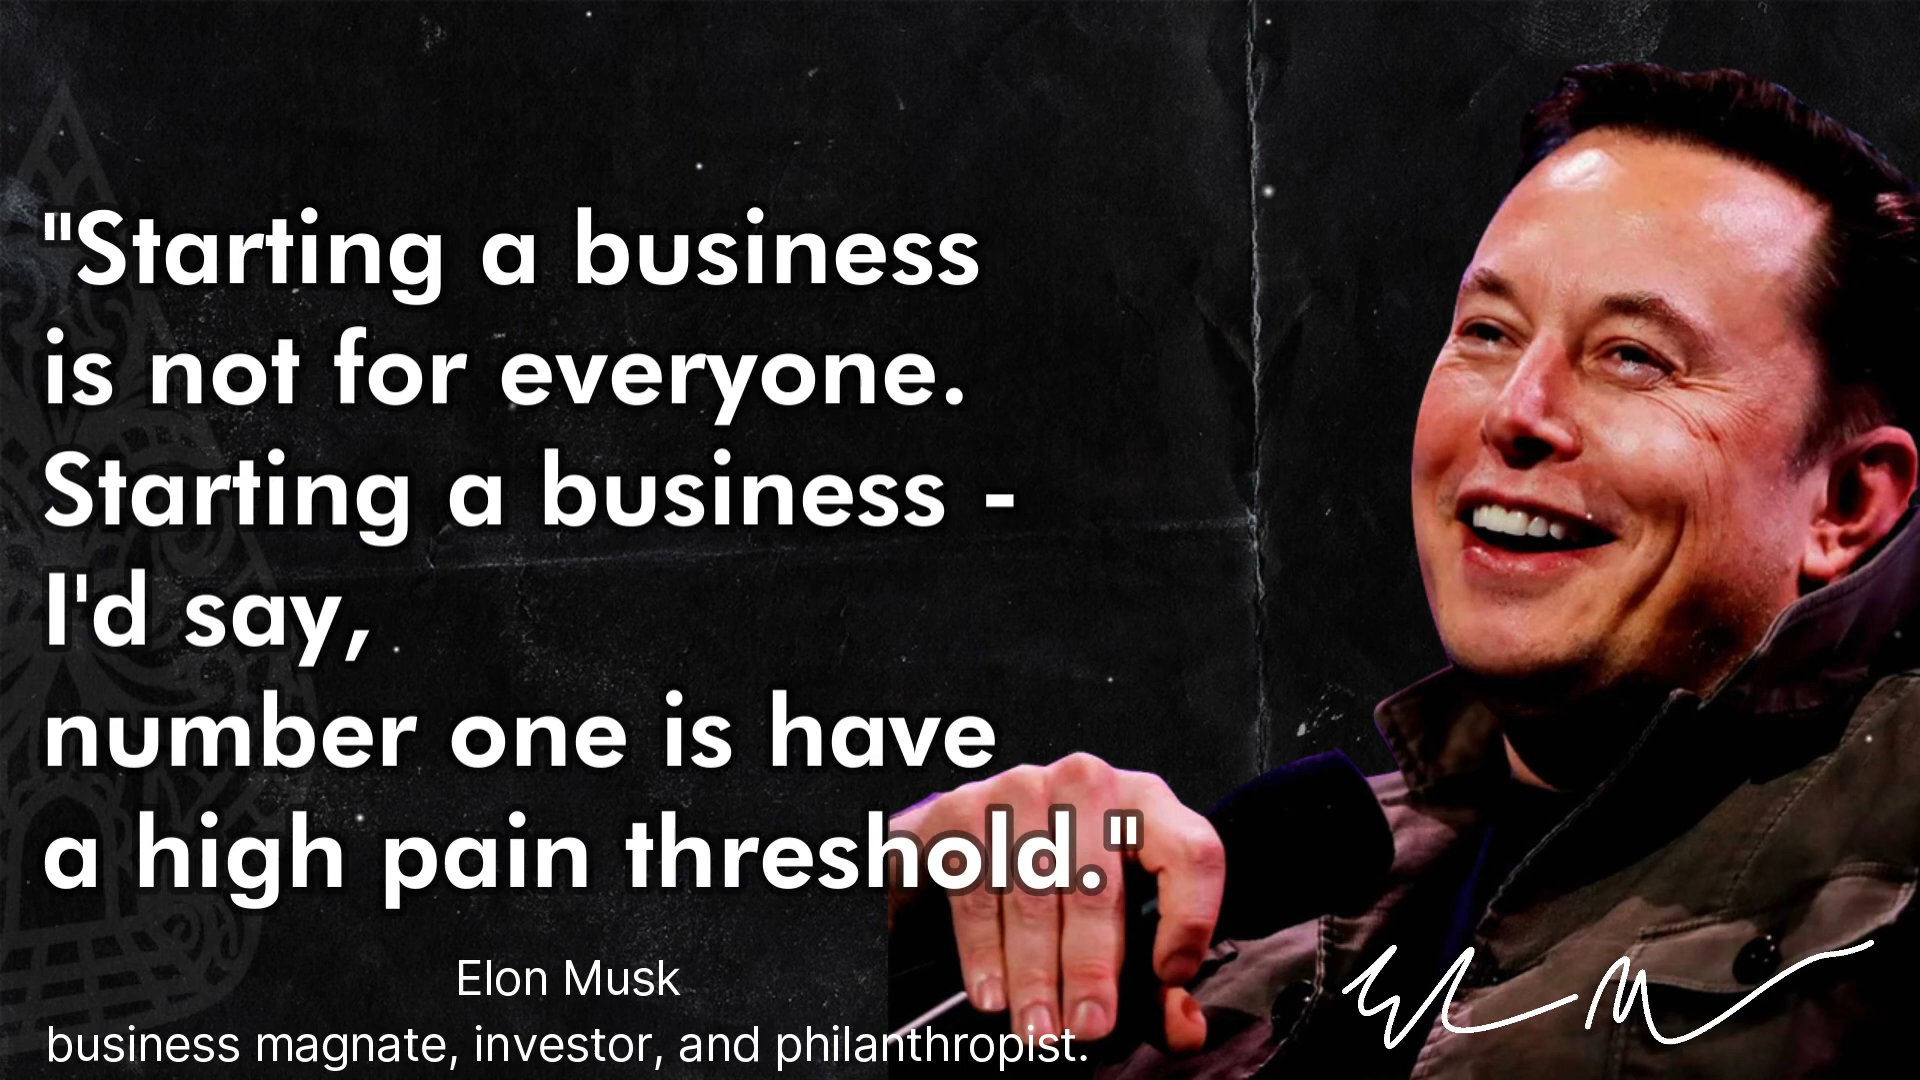 "Starting a business
is not for everyone.
Starting a business -
I'd say,
number one is have
a high pain threshold."
Elon Musk
business magnate, investor, and philanthropist.